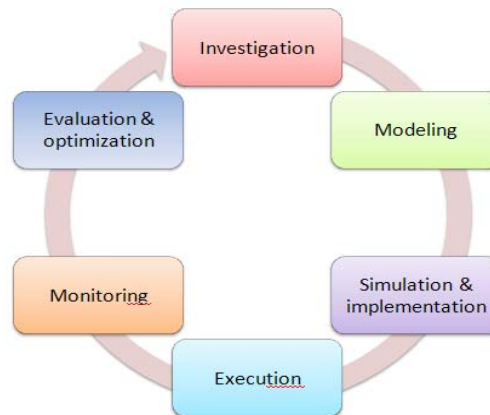 Investigation
Modeling
Simulation &
implementation
Execution
Monitoring
Evaluation &
optimization